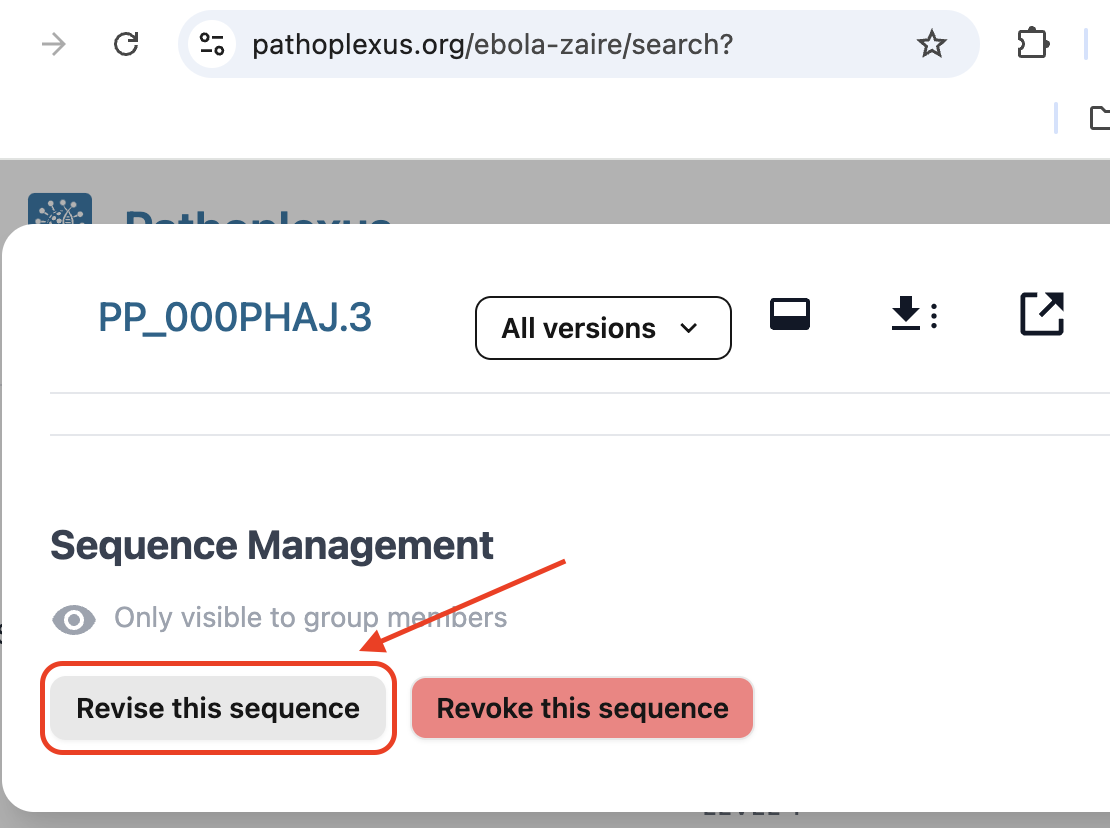 pathoplexus.org/ebola-zaire/search?
Pathoplexus
PP_000PHAJ.3
All versions
Sequence Management
Only visible to group members
Revise this sequence
Revoke this sequence